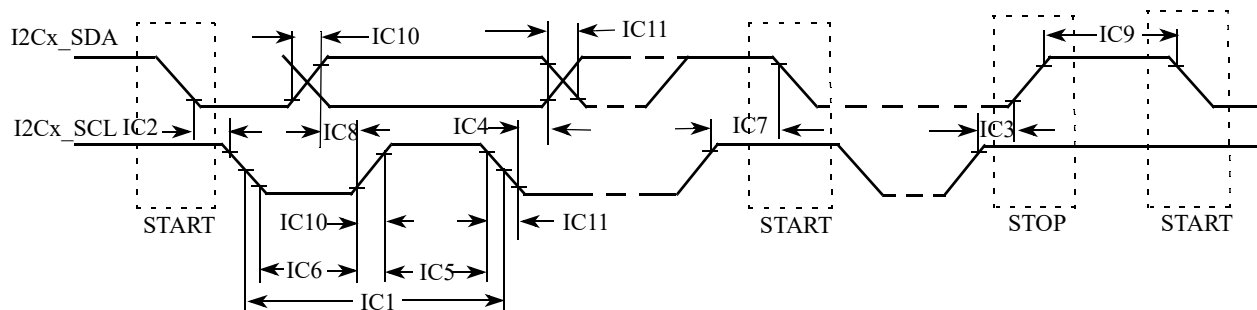 I2Cx_SDA
IC10
IC11
IC9
I2Cx_SCL
IC2
IC8
IC4
IC7
IC3
START
IC10
IC11
START
STOP
START
IC6
IC5
IC1